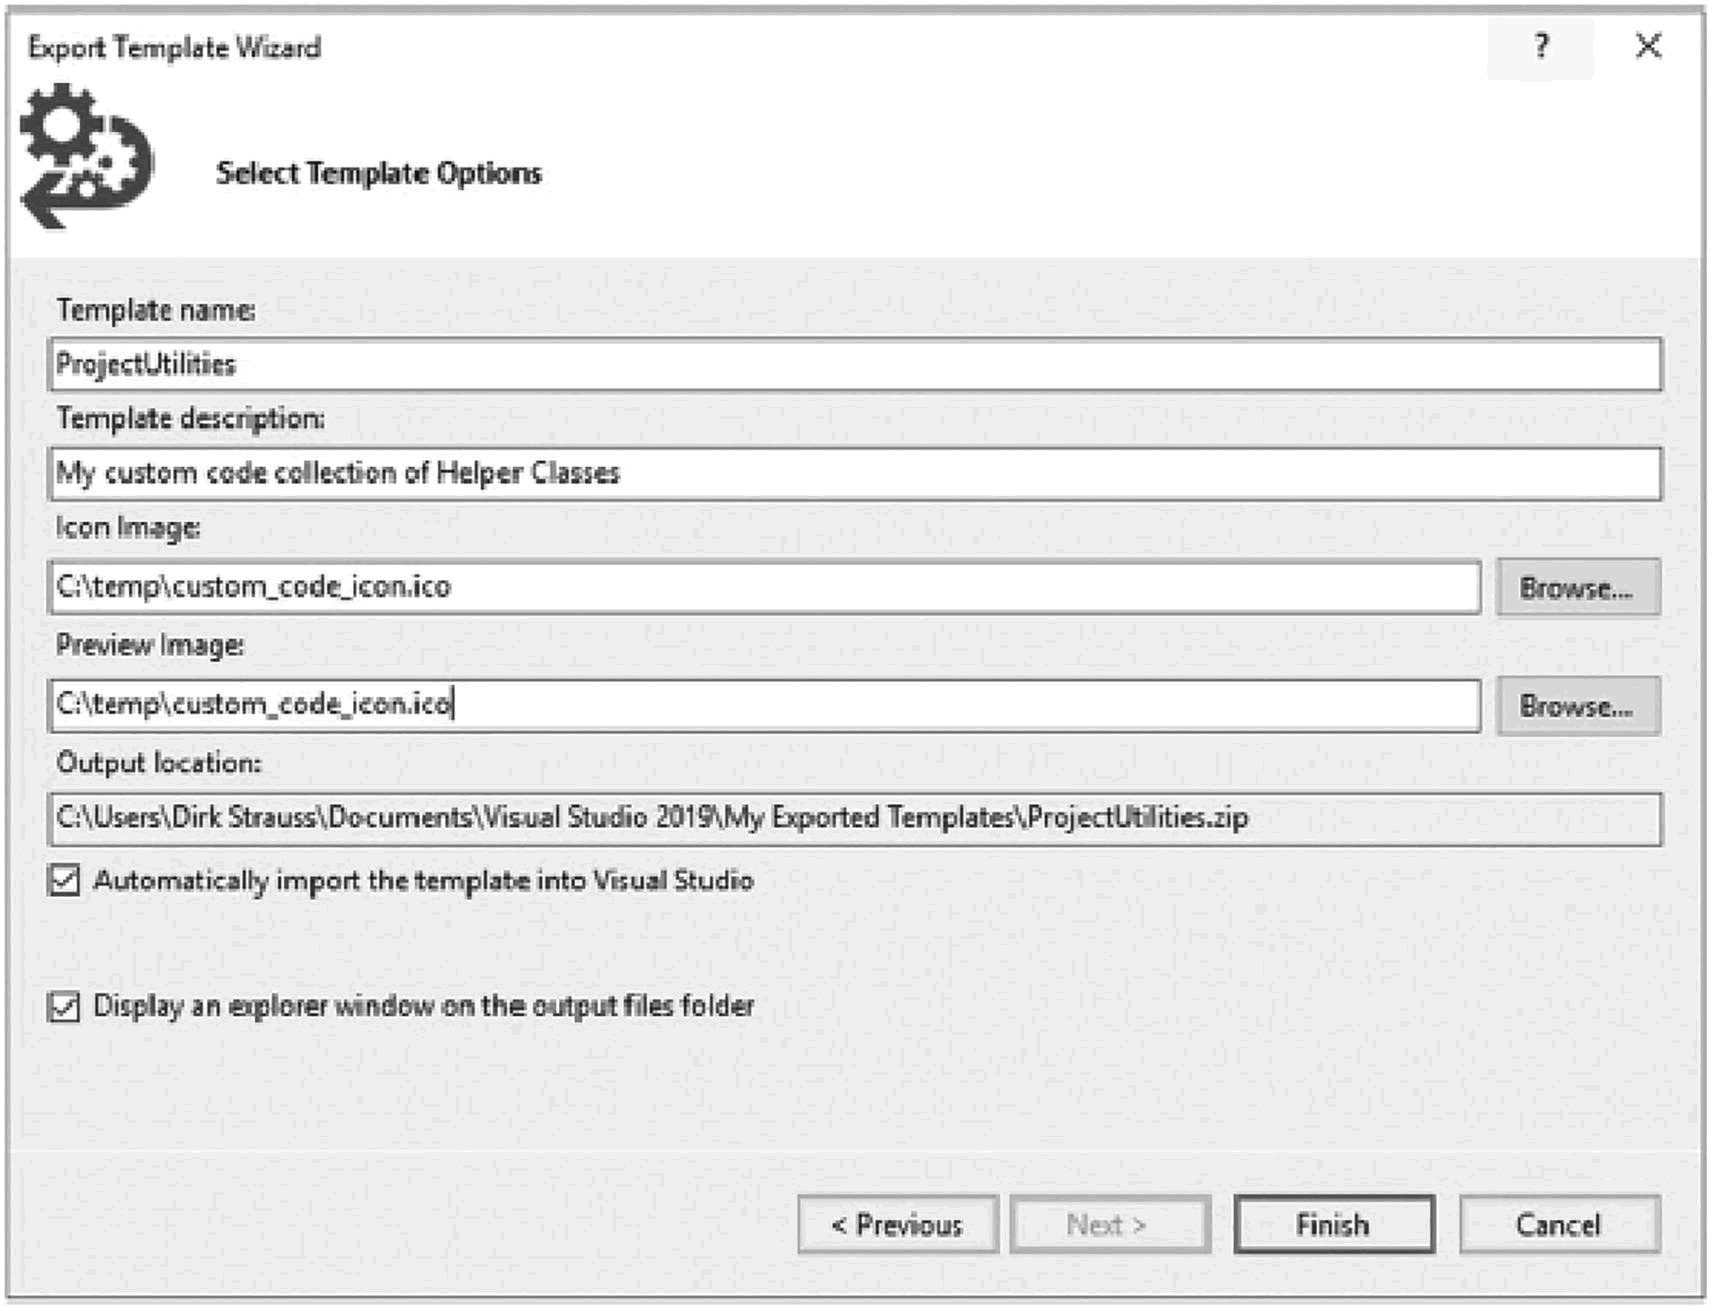 Export Template Wizard
?
Select Template Options
Template name:
ProjectUtilities
Template description:
My custom code collection of Helper Classes
Icon Image:
C:\temp\custom_code_icon.ico
Browse...
Preview Image:
C:\temp\custom_code_icon.ico
Browse...
Output location:
C:\Users\Dirk Strauss\Documents\Visual Studio 2019\My Exported Templates\ProjectUtilities.zip
Automatically import the template into Visual Studio
Display an explorer window on the output files folder
< Previous
Next >
Finish
Cancel